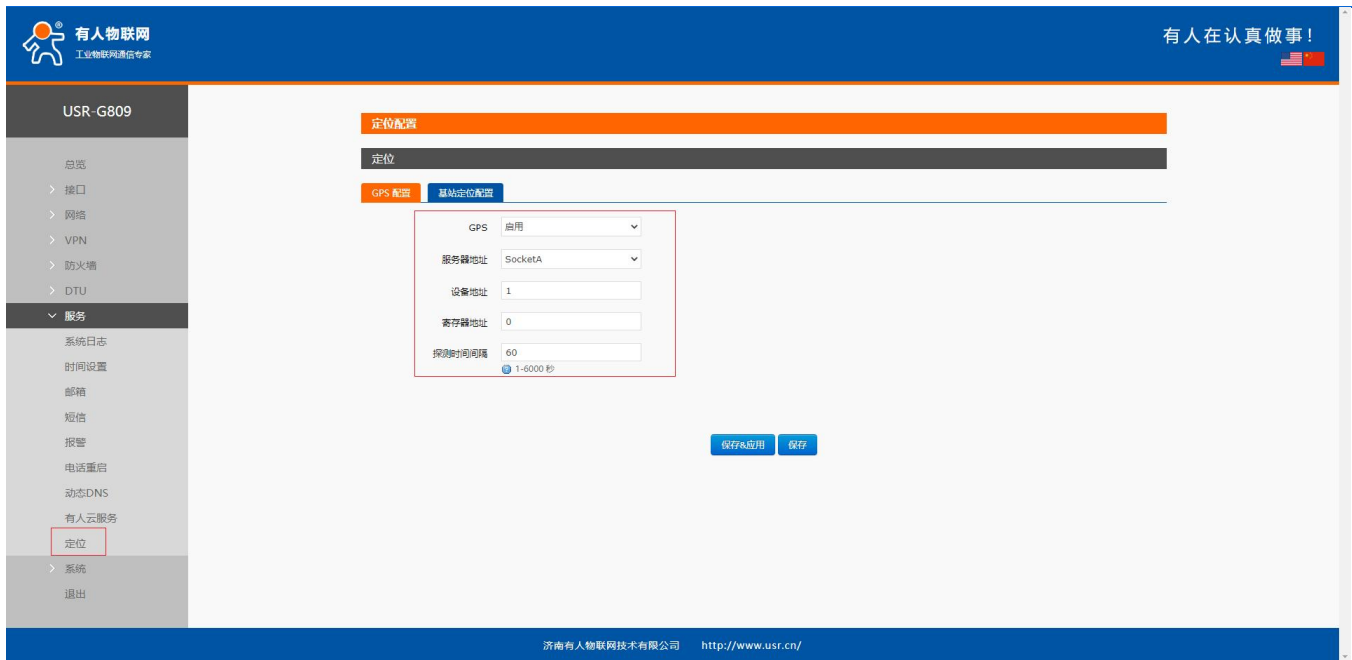 有人物联网
工业物联网通信专家
有人在认真做事！
USR-G809
总览
接口
网络
VPN
防火墙
DTU
服务
系统日志
时间设置
邮箱
短信
报警
电话重启
动态DNS
有人云服务
定位
系统
退出
定位配置
定位
GPS 配置 基站定位配置
GPS 启用
服务器地址 SocketA
设备地址 1
寄存器地址 0
探测时间间隔 60
1-6000 秒
保存&应用 保存
济南有人物联网技术有限公司 http://www.usr.cn/